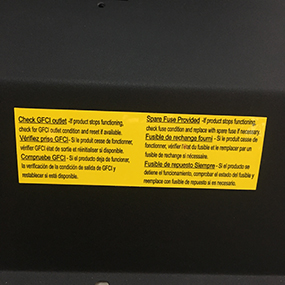 Check GFCI outlet -If product stops functioning,
check for GFCI outlet condition and reset if available.
Vérifiez priso GFCI - Si le produit cesse de fonctionner,
vérifier GFCI état de sortie et réinitialiser si disponible.
Compruebe GFCI - Si el producto deja de funcionar,
la verificación de la condición de salida de GFCI y
restablecer si está disponible.
Spare Fuse Provided -If product stops functioning,
check fuse condition and replace with spare fuse if necessary.
Fusible de rechange fourni - Si le produit cesse de
fonctionner, vérifier l'état du fusible et le remplacer par un
fusible de rechange si nécessaire.
Fusible de repuesto Siempre - Si el producto se
detiene el funcionamiento, comprobar el estado del fusible y
reemplace con fusible de repuesto si es necesario.